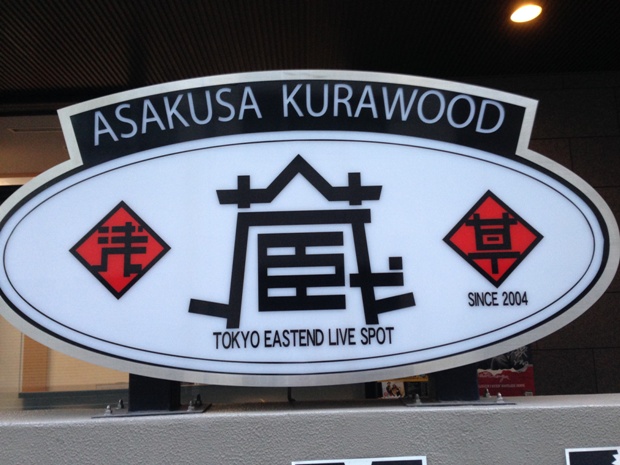 ASAKUSA KURAWOOD
浅
蔵
草
SINCE 2004
TOKYO EASTEND LIVE SPOT